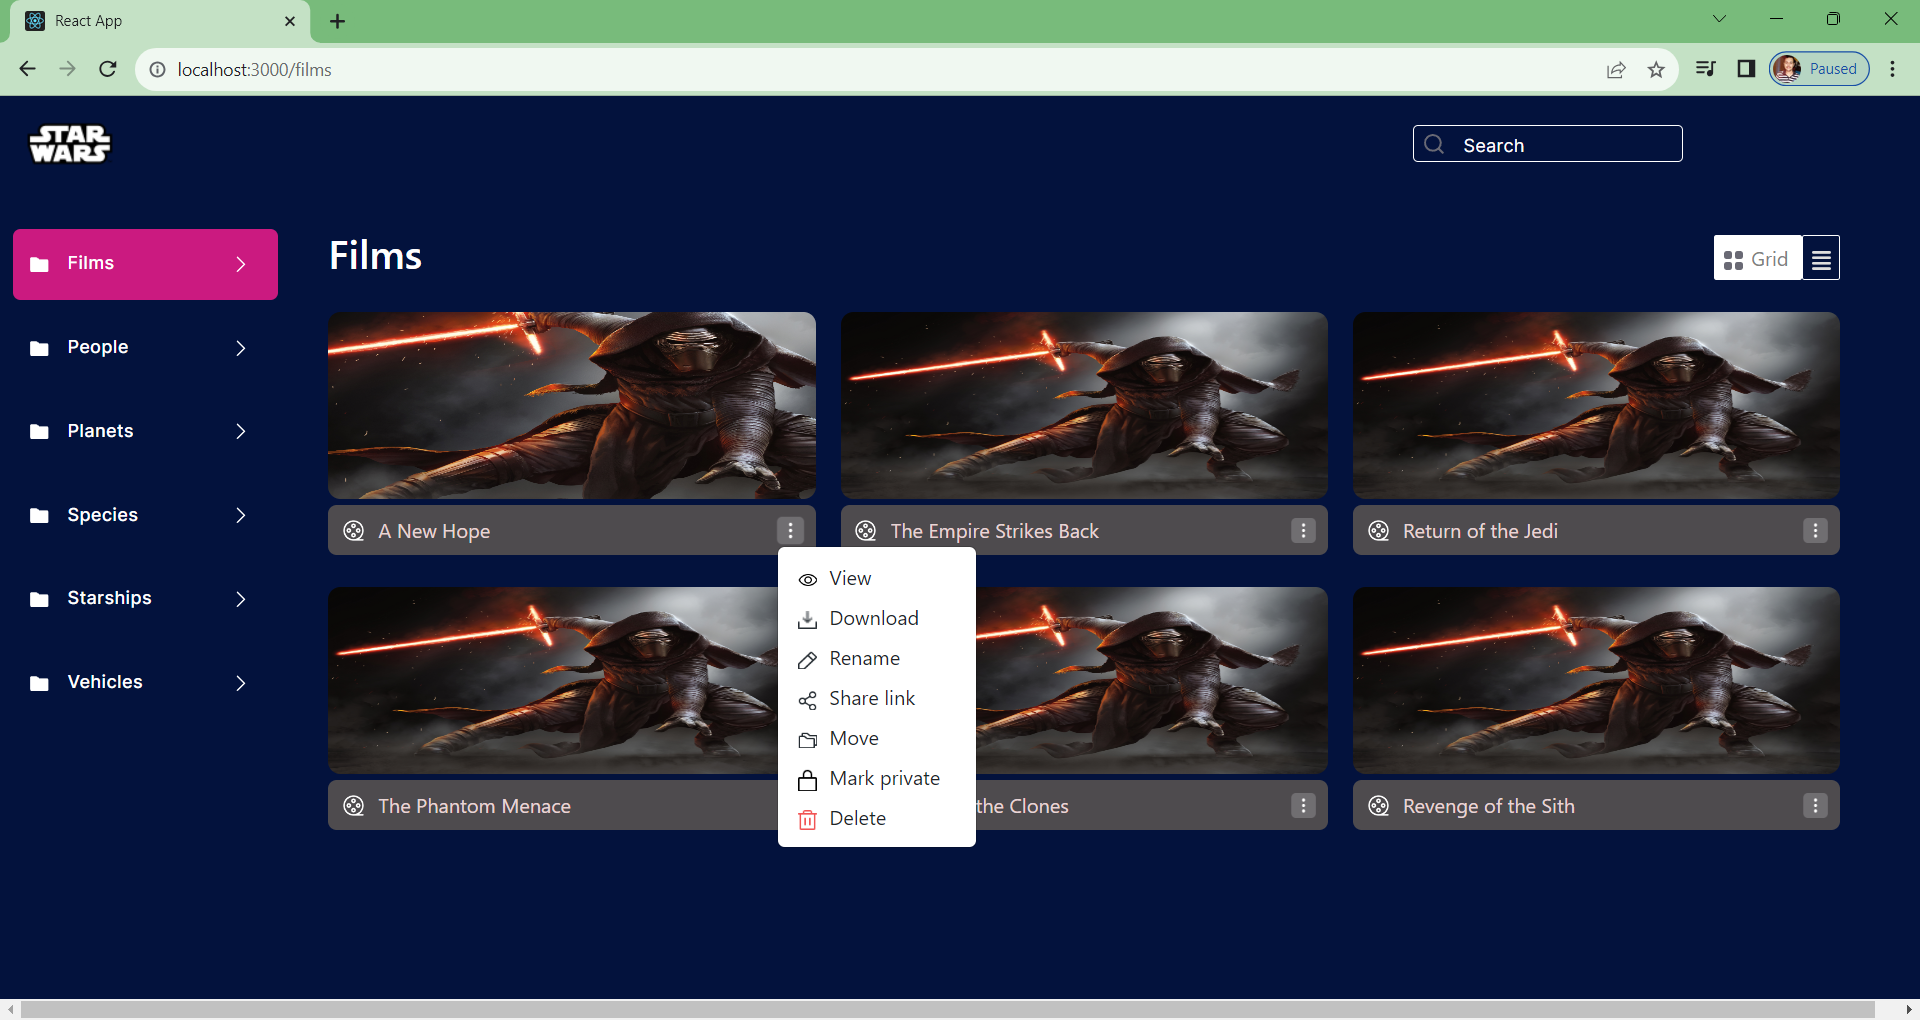 React App
localhost:3000/films
Paused
STAR
WARS
Search
Films
People
Planets
Species
Starships
Vehicles
Films
Grid
A New Hope
The Empire Strikes Back
Return of the Jedi
View
Download
Rename
Share link
Move
Mark private
Delete
The Phantom Menace
the Clones
Revenge of the Sith